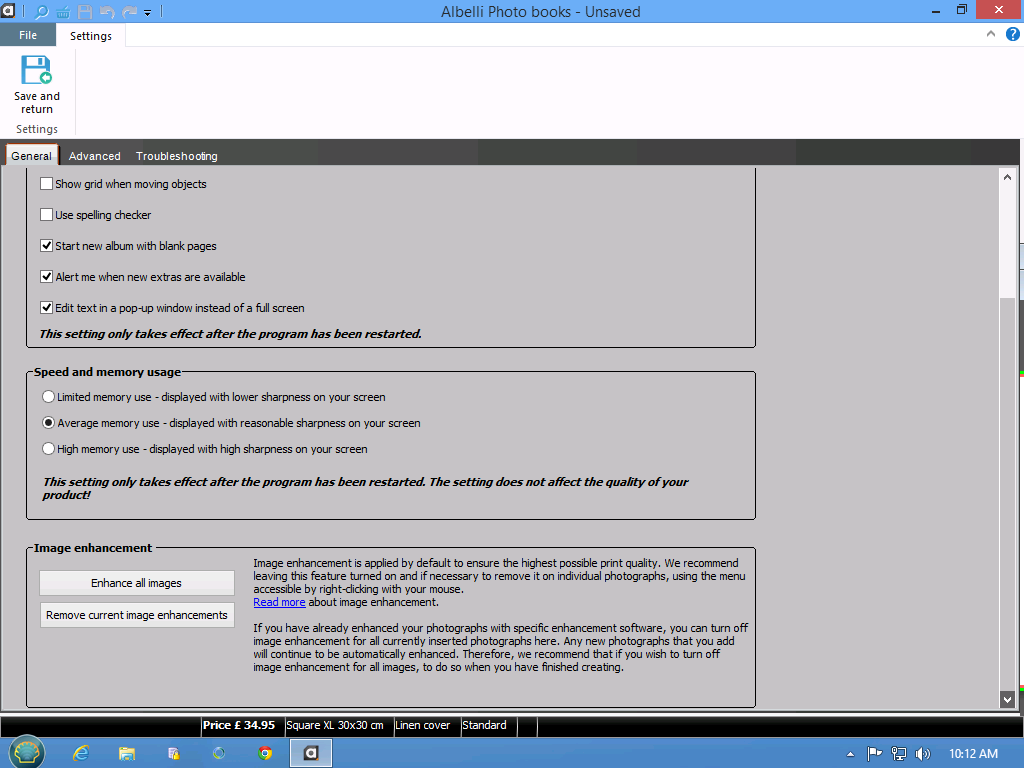 Albelli Photo books - Unsaved
File
Settings
Save and
return
Settings
General
Advanced
Troubleshooting
Show grid when moving objects
Use spelling checker
Start new album with blank pages
Alert me when new extras are available
Edit text in a pop-up window instead of a full screen
This setting only takes effect after the program has been restarted.
Speed and memory usage
Limited memory use - displayed with lower sharpness on your screen
Average memory use - displayed with reasonable sharpness on your screen
High memory use - displayed with high sharpness on your screen
This setting only takes effect after the program has been restarted. The setting does not affect the quality of your
product!
Image enhancement
Enhance all images
Remove current image enhancements
Image enhancement is applied by default to ensure the highest possible print quality. We recommend
leaving this feature turned on and if necessary to remove it on individual photographs, using the menu
accessible by right-clicking with your mouse.
Read more about image enhancement.
If you have already enhanced your photographs with specific enhancement software, you can turn off
image enhancement for all currently inserted photographs here. Any new photographs that you add
will continue to be automatically enhanced. Therefore, we recommend that if you wish to turn off
image enhancement for all images, to do so when you have finished creating.
Price £ 34.95
Square XL 30x30 cm
Linen cover
Standard
10:12 AM